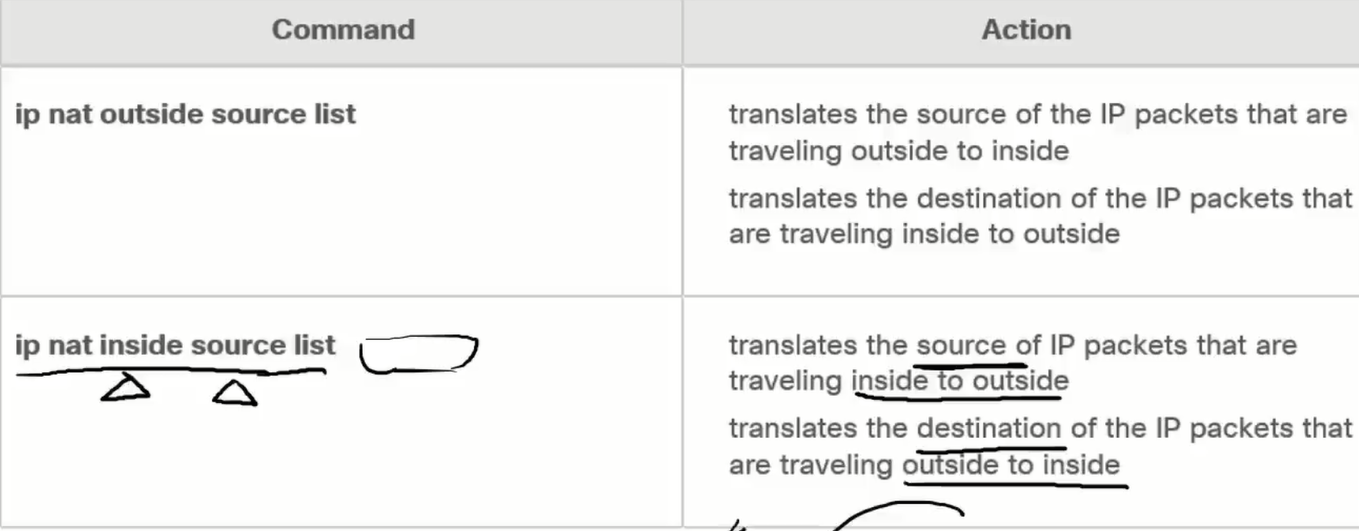 Command
Action
ip nat outside source list
translates the source of the IP packets that are
traveling outside to inside
translates the destination of the IP packets that
are traveling inside to outside
ip nat inside source list
translates the source of IP packets that are
traveling inside to outside
translates the destination of the IP packets that
are traveling outside to inside